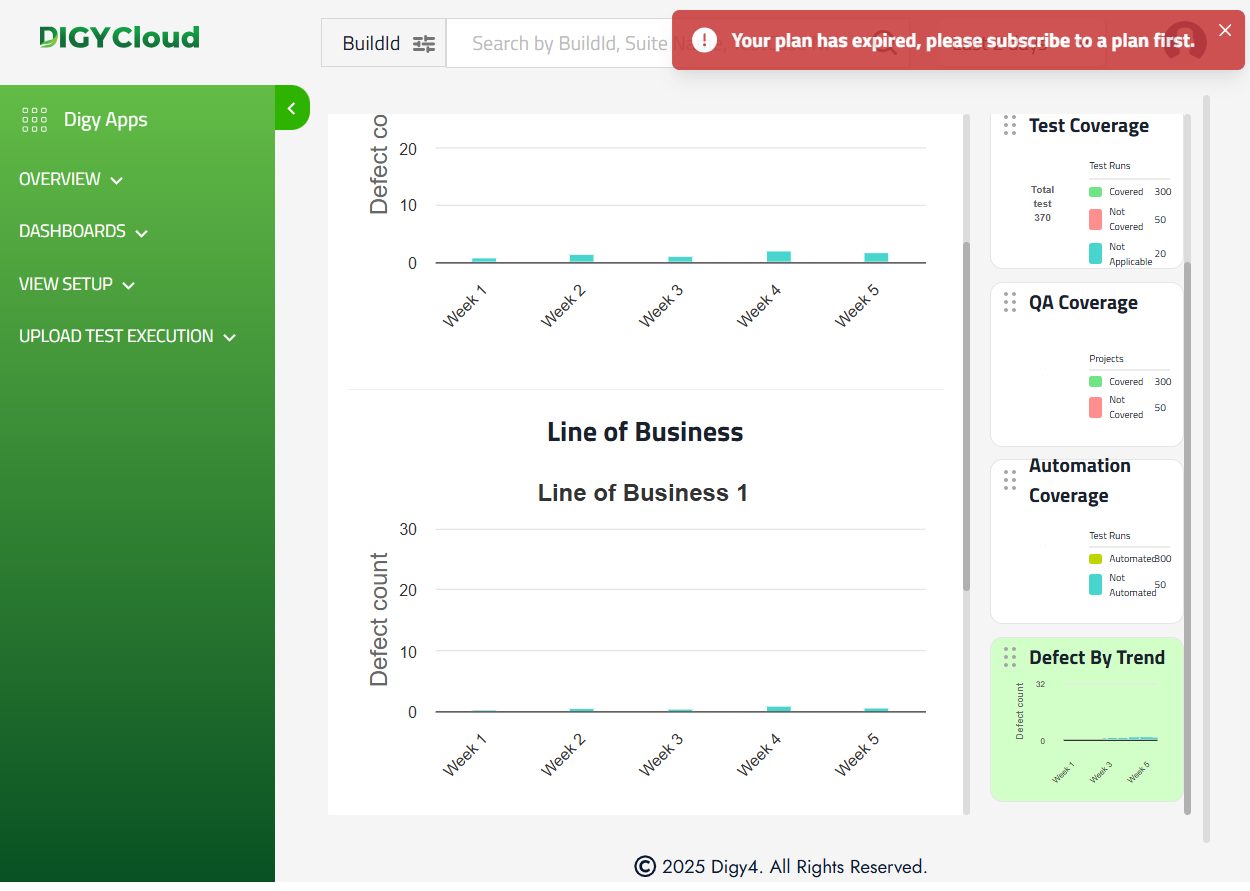 DIGYCloud
BuildId
Search by BuildId, Suite
Your plan has expired, please subscribe to a plan first.
Digy Apps
OVERVIEW
DASHBOARDS
VIEW SETUP
UPLOAD TEST EXECUTION
Defect co
20
10
0
Week 1
Week 2
Week 3
Week 4
Week 5
Line of Business
Line of Business 1
Defect count
30
20
10
0
Week 1
Week 2
Week 3
Week 4
Week 5
Test Coverage
Total
test
370
Test Runs
Covered 300
Not
Covered
50
Not
Applicable
20
QA Coverage
Projects
Covered 300
Not
Covered
50
Automation
Coverage
Test Runs
Automated 300
Not
Automated
50
Defect By Trend
Defect count
32
0
Week 1
Week 3
Week 5
© 2025 Digy4. All Rights Reserved.